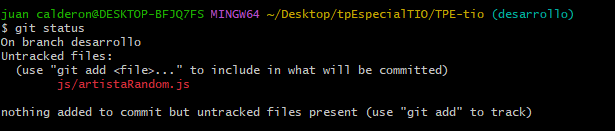 juan calderon@DESKTOP-BFJQ7FS MINGW64 ~/Desktop/tpEspecialTIO/TPE-tio (desarrollo)
$ git status
On branch desarrollo
Untracked files:
  (use "git add <file>..." to include in what will be committed)
        js/artistaRandom.js

nothing added to commit but untracked files present (use "git add" to track)